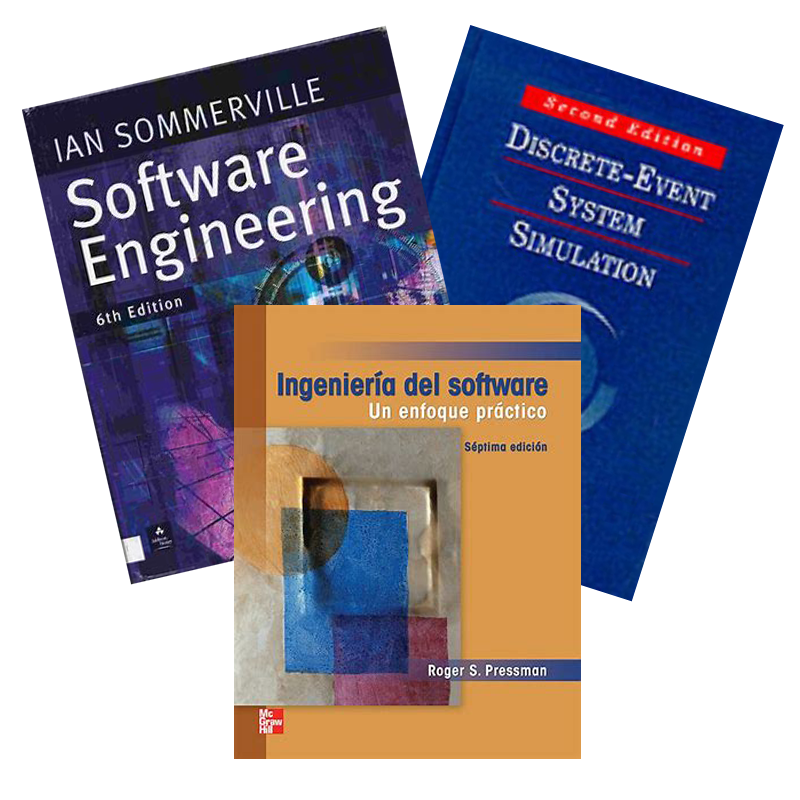 IAN SOMMERVILLE
Software
Engineering
6th Edition
Second Edition
DISCRETE-EVENT
SYSTEM
SIMULATION
Ingeniería del software
Un enfoque práctico
Séptima edición
Roger S. Pressman
Mc
Graw
Hill